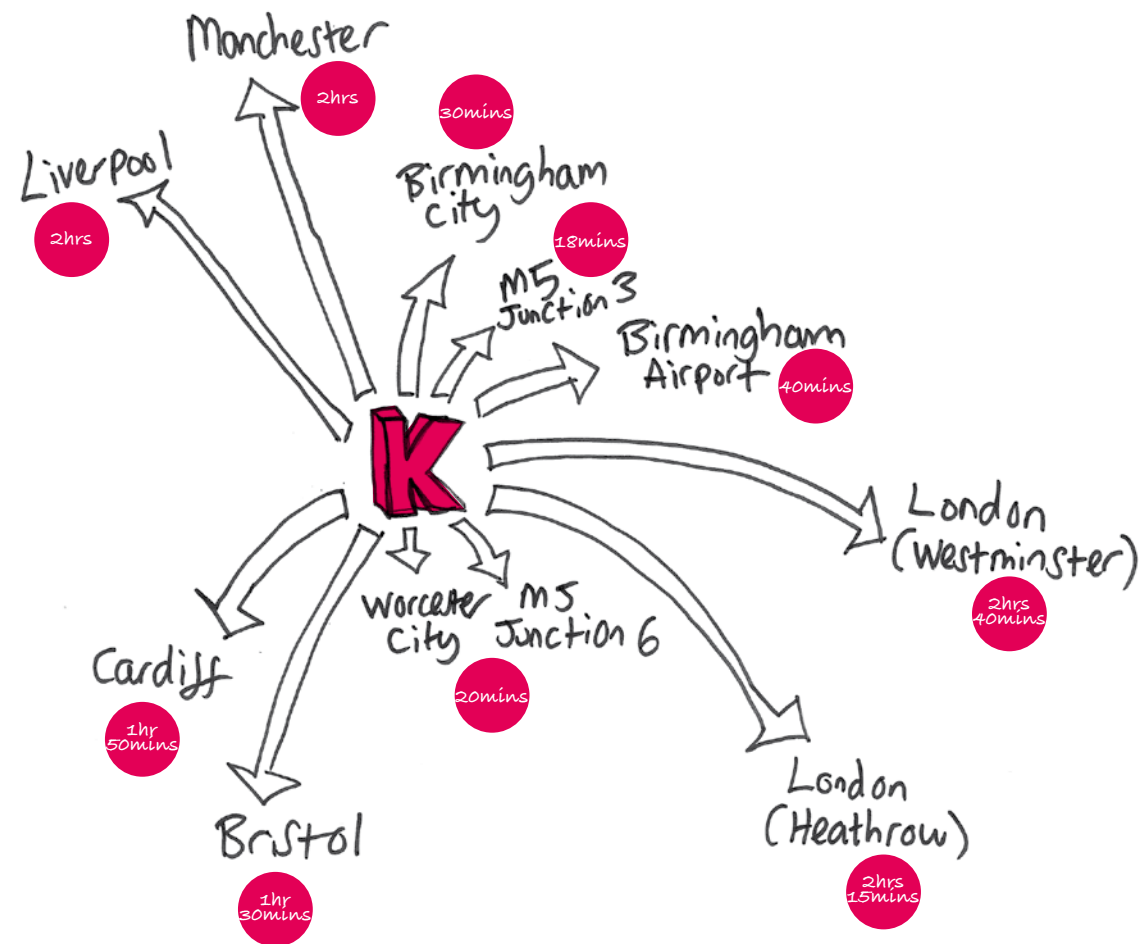 Manchester
2hrs
30mins
Liverpool
2hrs
Birmingham
City
18mins
M5
Junction 3
Birmingham
Airport
40mins
K
London
(Westminster)
2hrs
40mins
Worcester
City
M5
Junction 6
20mins
Cardiff
1hr
50mins
London
(Heathrow)
2hrs
15mins
Bristol
1hr
30mins